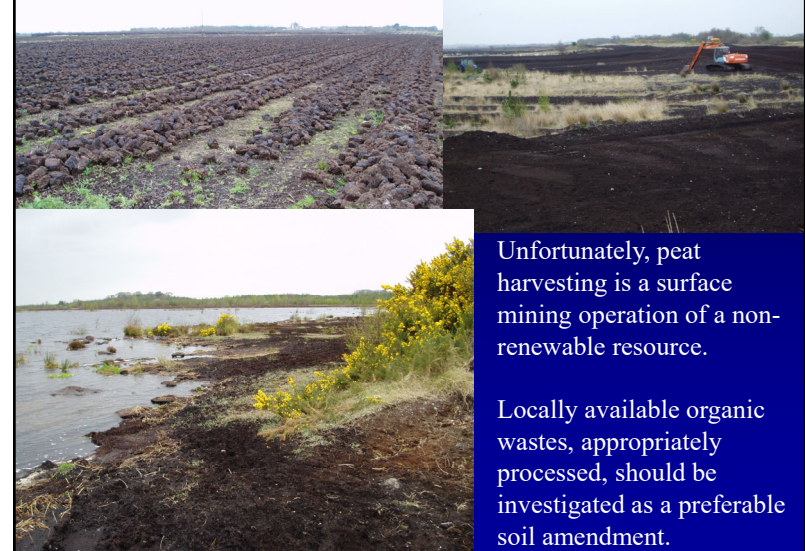 Unfortunately, peat
harvesting is a surface
mining operation of a non-
renewable resource.
Locally available organic
wastes, appropriately
processed, should be
investigated as a preferable
soil amendment.